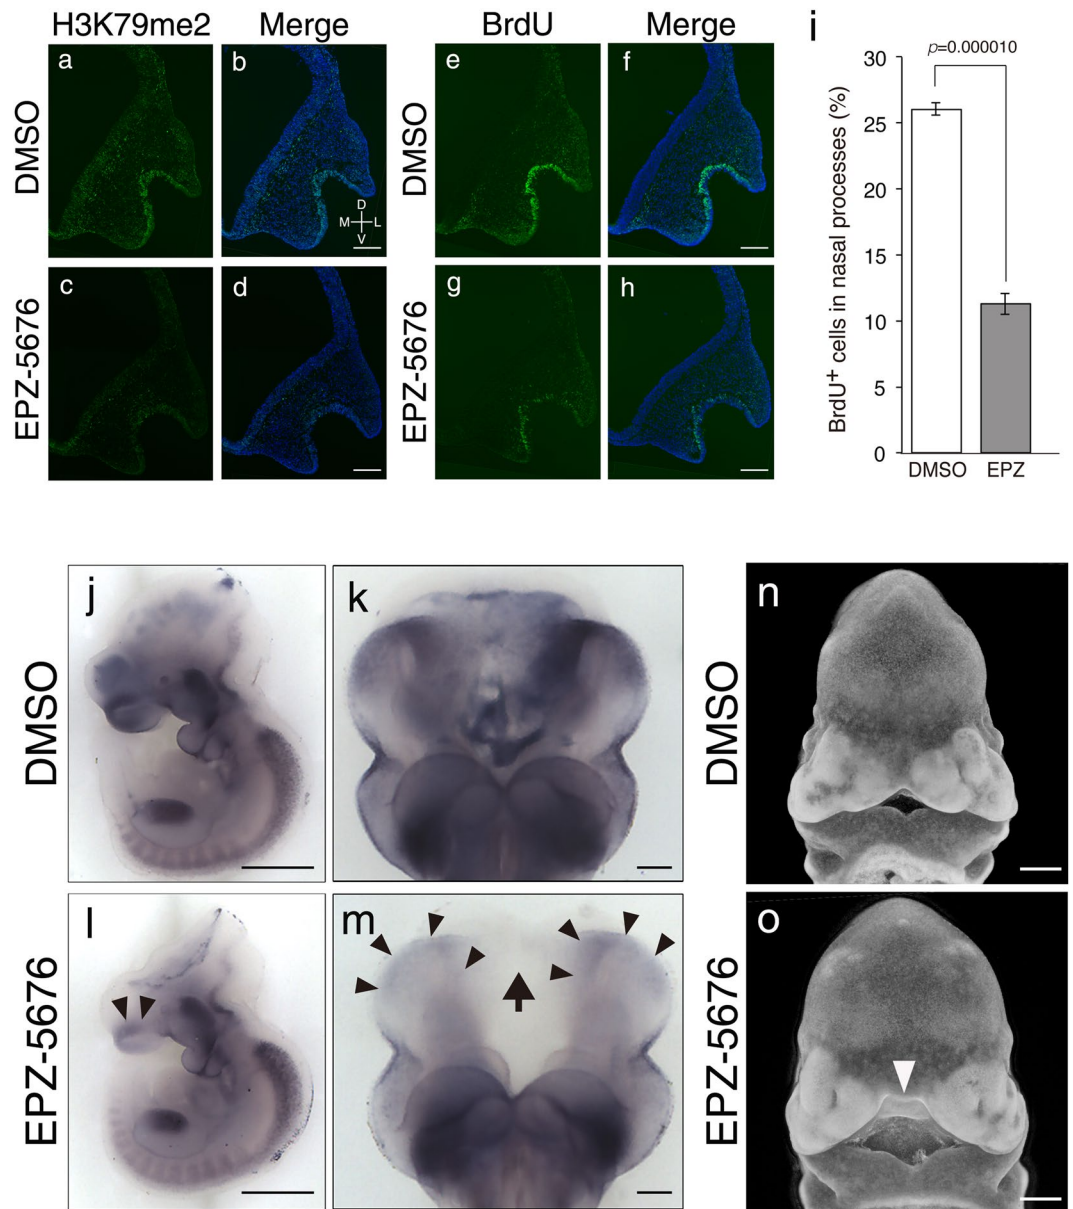 H3K79me2 Merge BrdU Merge
DMSO
a
b
D
M L
V
DMSO
e
f
EPZ-5676
c
d
EPZ-5676
g
h
i
p=0.000010
BrdU+ cells in nasal processes (%)
30
25
20
15
10
5
0
DMSO EPZ
DMSO
j
k
DMSO
n
EPZ-5676
l
m
EPZ-5676
o